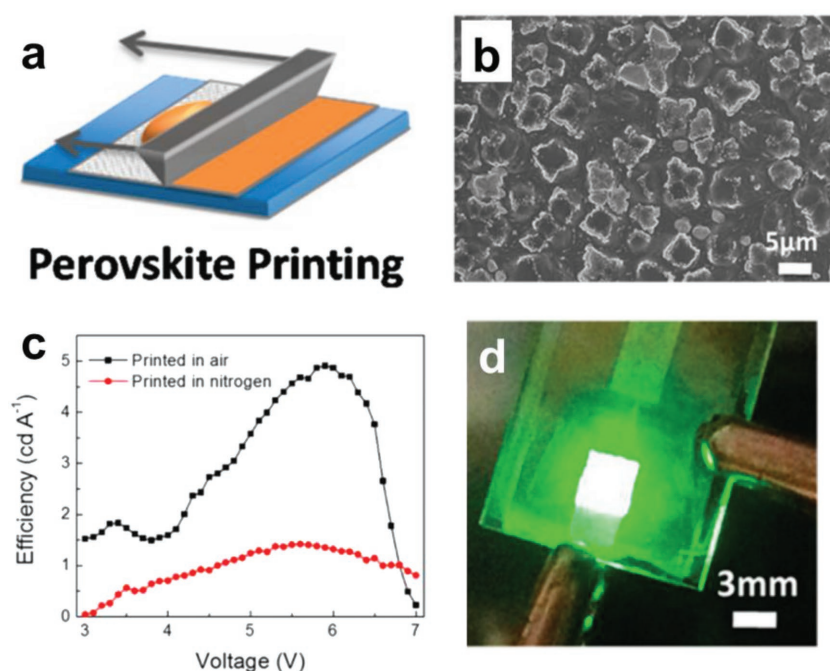 a
Perovskite Printing
b
5μm
c
Printed in air
Printed in nitrogen
Efficiency (cd A⁻¹)
5
4
3
2
1
0
3 4 5 6 7
Voltage (V)
d
3mm